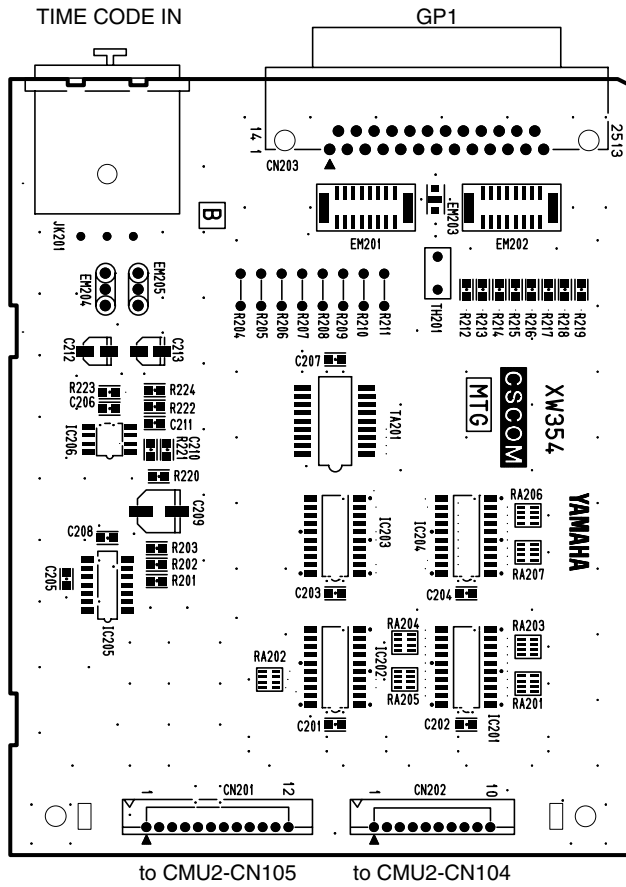 TIME CODE IN
GP1
14
1
25
13
CN203
JK201
B
EM201
EM203
EM202
EM204
EM205
R204
R205
R206
R207
R208
R209
R210
R211
TH201
R212
R213
R214
R215
R216
R217
R218
R219
C212
C213
C207
R223
C206
R224
R222
C211
IC206
R221
C210
TA201
MTG
CSCOM
XW354
R220
C209
RA206
YAMAHA
C208
R203
R202
R201
C205
IC205
IC203
IC204
RA207
C203
C204
RA202
RA204
IC202
RA205
RA203
RA201
C201
C202
IC201
1
CN201
12
1
CN202
10
to CMU2-CN105
to CMU2-CN104